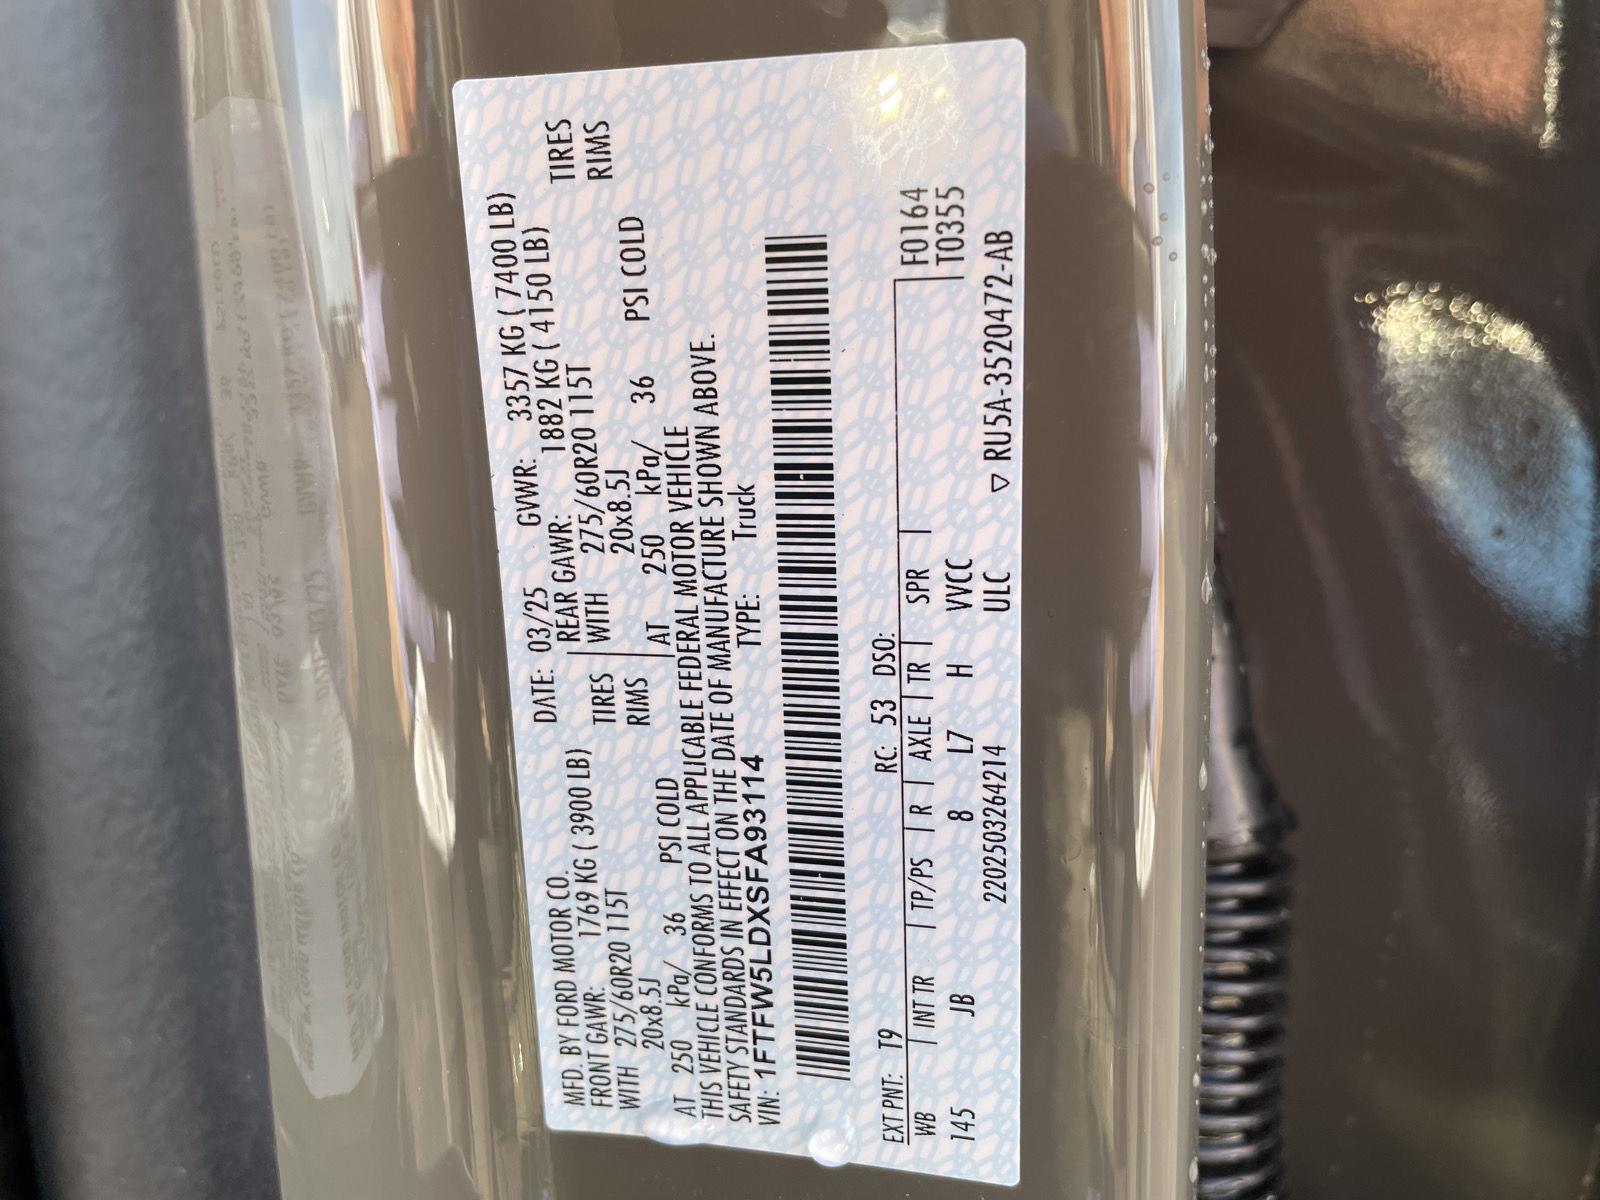 MFD. BY FORD MOTOR CO. DATE: 03/25 GVWR: 3357 KG ( 7400 LB)
FRONT GAWR: 1769 KG ( 3900 LB) REAR GAWR: 1882 KG ( 4150 LB)
WITH 275/60R20 115T TIRES WITH 275/60R20 115T TIRES
20x8.5J RIMS 20x8.5J RIMS
AT 250 kPa/ 36 PSI COLD AT 250 kPa/ 36 PSI COLD
THIS VEHICLE CONFORMS TO ALL APPLICABLE FEDERAL MOTOR VEHICLE
SAFETY STANDARDS IN EFFECT ON THE DATE OF MANUFACTURE SHOWN ABOVE.
VIN: 1FTFW5LDXSFA93114 TYPE: Truck
EXT PNT: T9 RC: 53 DSO:
WB | INT TR | TP/PS | R | AXLE | TR | SPR | F0164
145 JB 8 L7 H VVCC T0355
2202503264214 ULC ▽ RU5A-3520472-AB